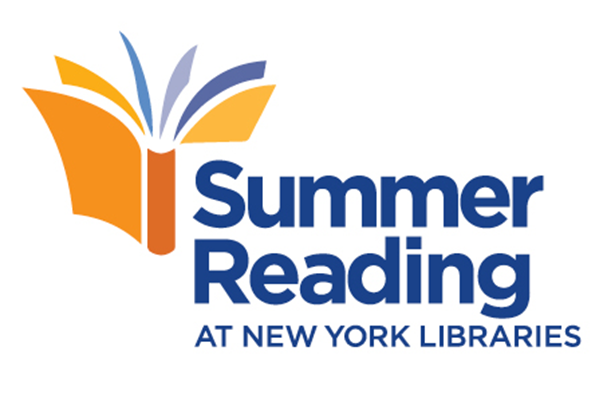 Summer
Reading
AT NEW YORK LIBRARIES